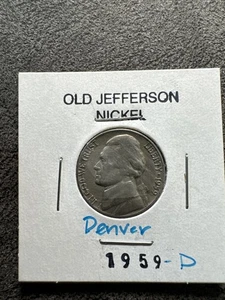 OLD JEFFERSON
NICKEL
Denver
1959-D